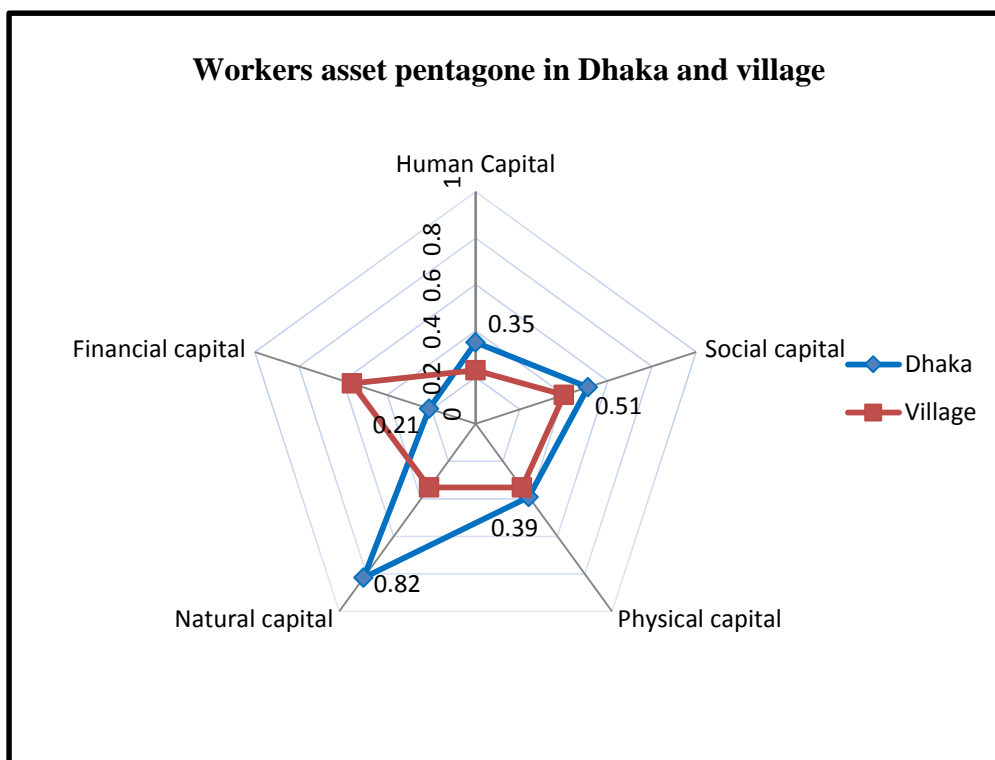 Workers asset pentagone in Dhaka and village
Human Capital
1
0.8
0.6
0.4
0.2
0
0.35
Financial capital
Social capital
0.51
0.21
0.39
0.82
Natural capital
Physical capital
Dhaka
Village